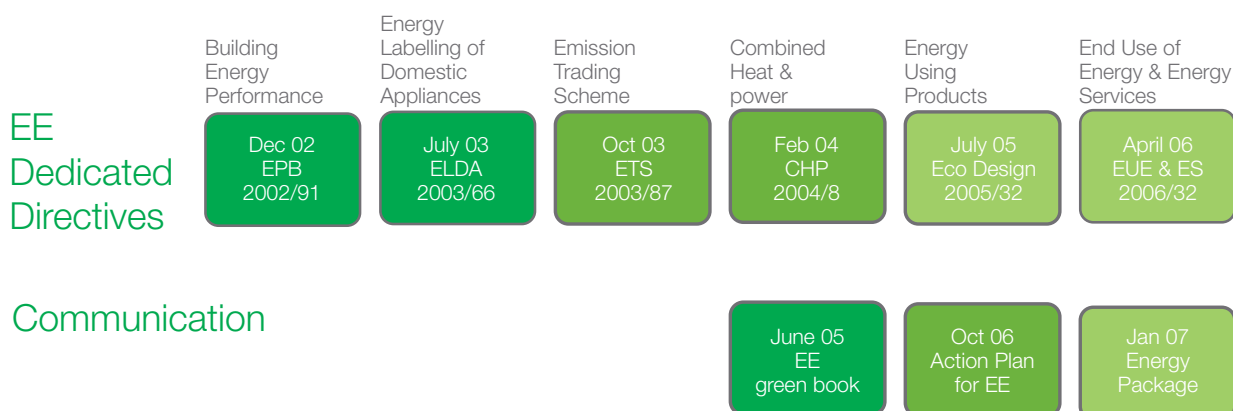 Building
Energy
Performance
Energy
Labelling of
Domestic
Appliances
Emission
Trading
Scheme
Combined
Heat &
power
Energy
Using
Products
End Use of
Energy & Energy
Services
EE
Dedicated
Directives
Dec 02
EPB
2002/91
July 03
ELDA
2003/66
Oct 03
ETS
2003/87
Feb 04
CHP
2004/8
July 05
Eco Design
2005/32
April 06
EUE & ES
2006/32
Communication
June 05
EE
green book
Oct 06
Action Plan
for EE
Jan 07
Energy
Package